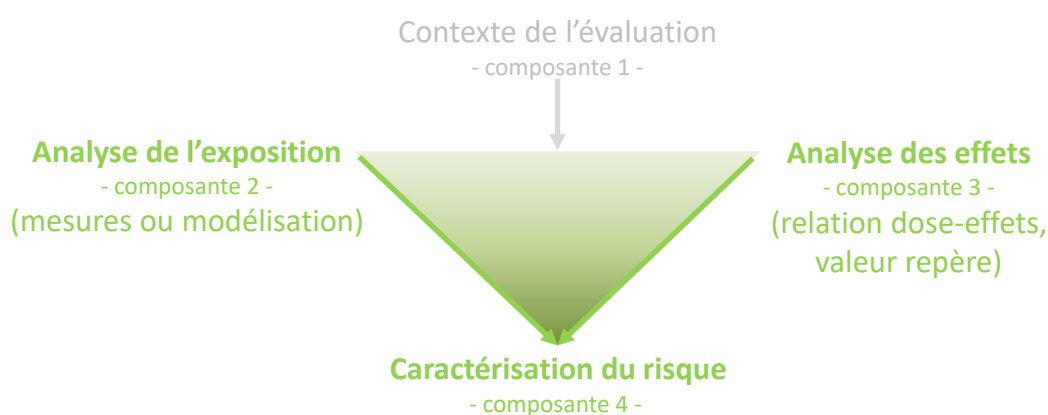 Contexte de l’évaluation
- composante 1 -
Analyse de l’exposition
- composante 2 -
(mesures ou modélisation)
Analyse des effets
- composante 3 -
(relation dose-effets,
valeur repère)
Caractérisation du risque
- composante 4 -